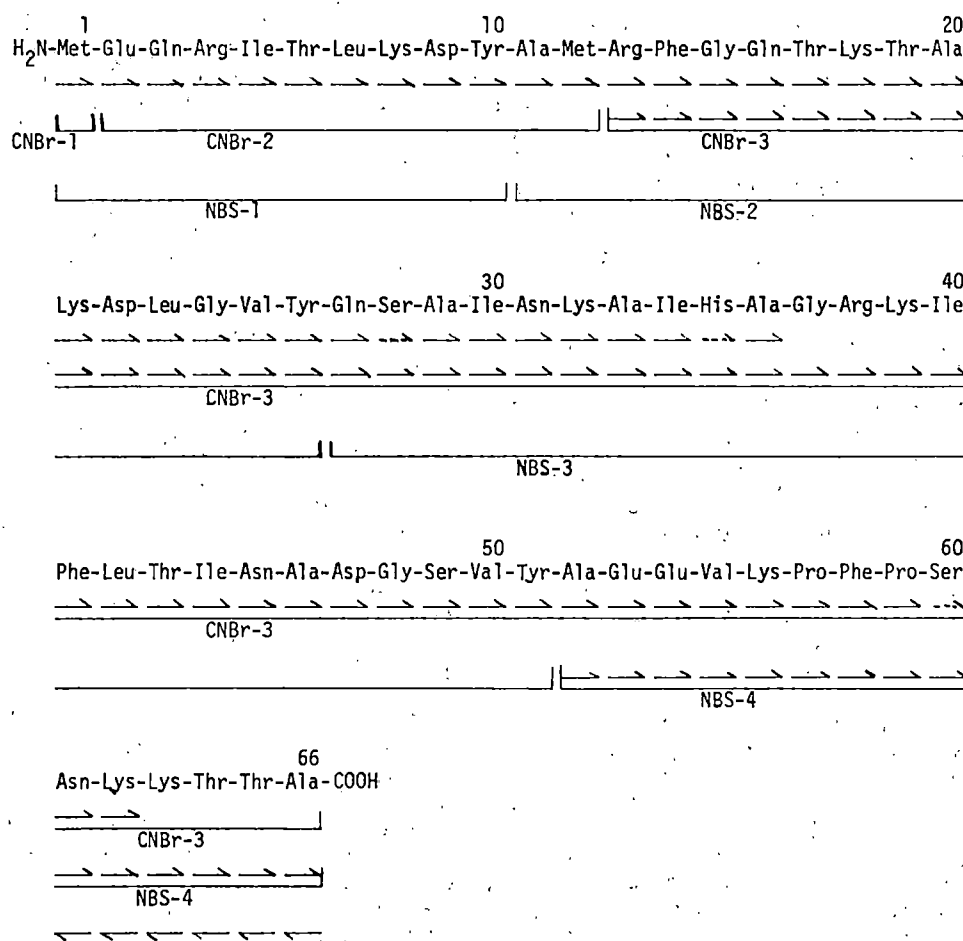 1 10 20
H2N-Met-Glu-Gln-Arg-Ile-Thr-Leu-Lys-Asp-Tyr-Ala-Met-Arg-Phe-Gly-Gln-Thr-Lys-Thr-Ala
CNBr-1 CNBr-2 CNBr-3
NBS-1 NBS-2
30 40
Lys-Asp-Leu-Gly-Val-Tyr-Gln-Ser-Ala-Ile-Asn-Lys-Ala-Ile-His-Ala-Gly-Arg-Lys-Ile
CNBr-3
NBS-3
50 60
Phe-Leu-Thr-Ile-Asn-Ala-Asp-Gly-Ser-Val-Tyr-Ala-Glu-Glu-Val-Lys-Pro-Phe-Pro-Ser
CNBr-3
NBS-4
66
Asn-Lys-Lys-Thr-Thr-Ala-COOH
CNBr-3
NBS-4